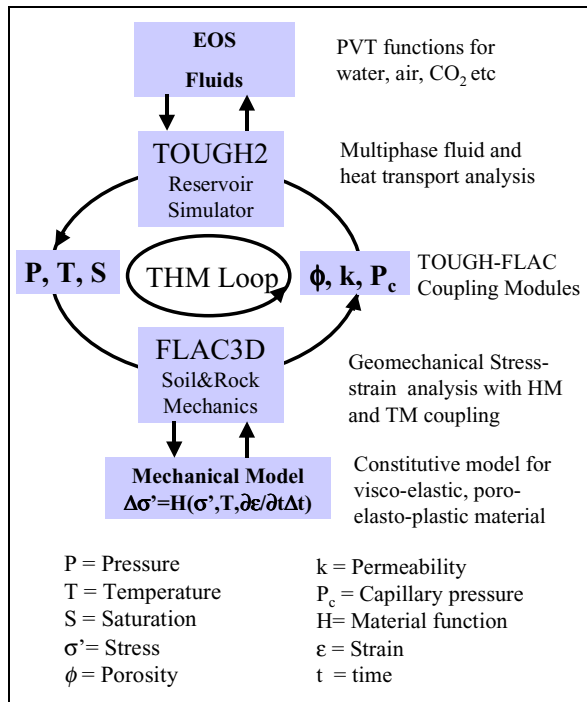 EOS
Fluids
PVT functions for
water, air, CO₂ etc
TOUGH2
Reservoir
Simulator
Multiphase fluid and
heat transport analysis
P, T, S
THM Loop
ϕ, k, P_c
TOUGH-FLAC
Coupling Modules
FLAC3D
Soil&Rock
Mechanics
Geomechanical Stress-
strain analysis with HM
and TM coupling
Mechanical Model
Δσ’=H(σ’,T,∂ε/∂tΔt)
Constitutive model for
visco-elastic, poro-
elasto-plastic material
P = Pressure
T = Temperature
S = Saturation
σ’= Stress
ϕ = Porosity
k = Permeability
P_c = Capillary pressure
H= Material function
ε = Strain
t = time